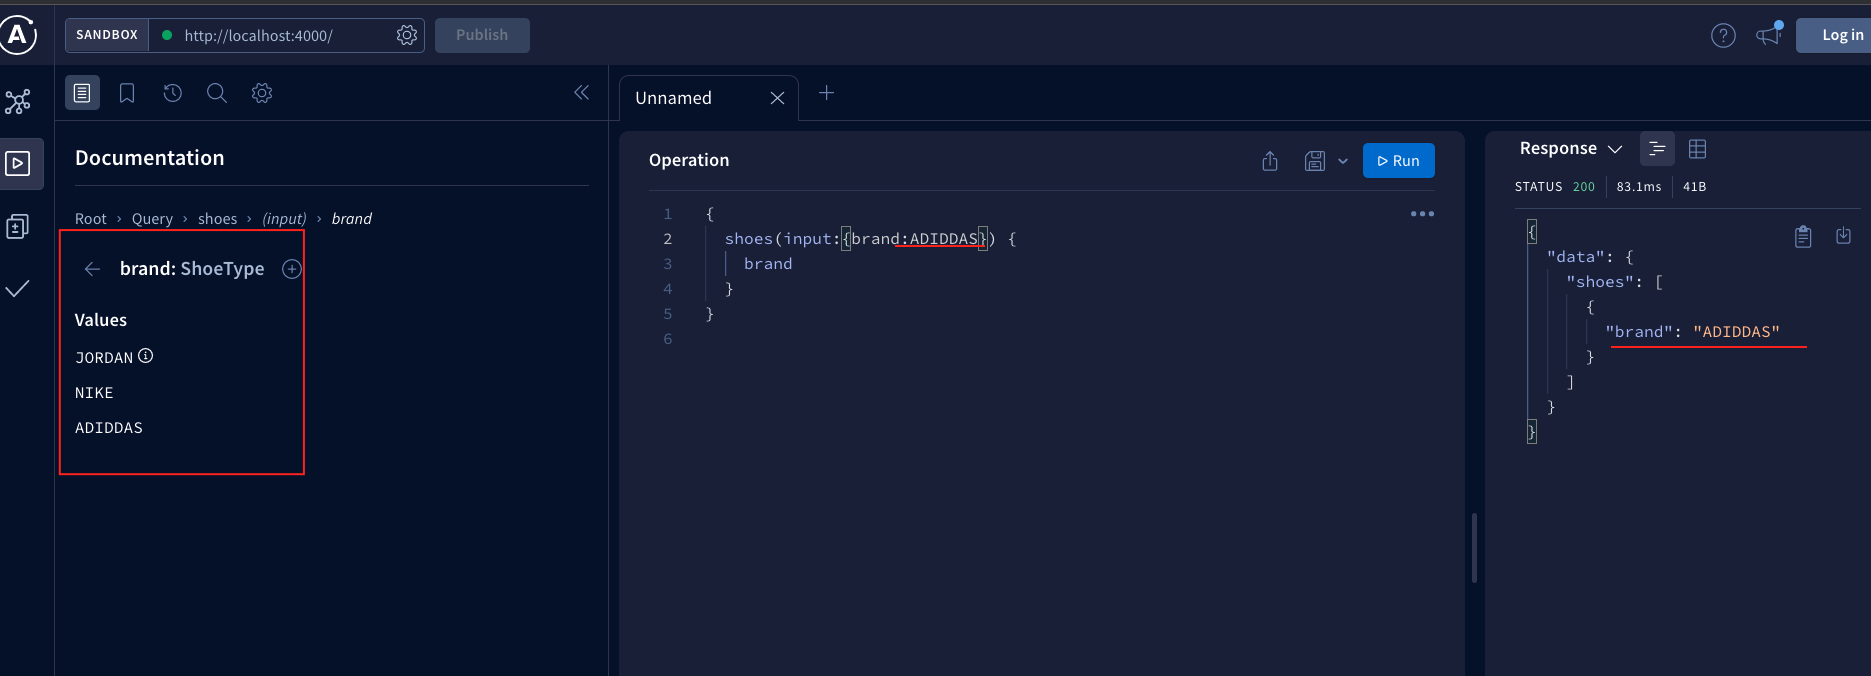 SANDBOX
http://localhost:4000/
Publish
Log in
Unnamed
Documentation
Root › Query › shoes › (input) › brand
brand: ShoeType
Values
JORDAN
NIKE
ADIDDAS
Operation
Run
1 {
2 shoes(input:{brand:ADIDDAS}) {
3 brand
4 }
5 }
6
Response
STATUS 200 83.1ms 41B
{
"data": {
"shoes": [
{
"brand": "ADIDDAS"
}
]
}
}